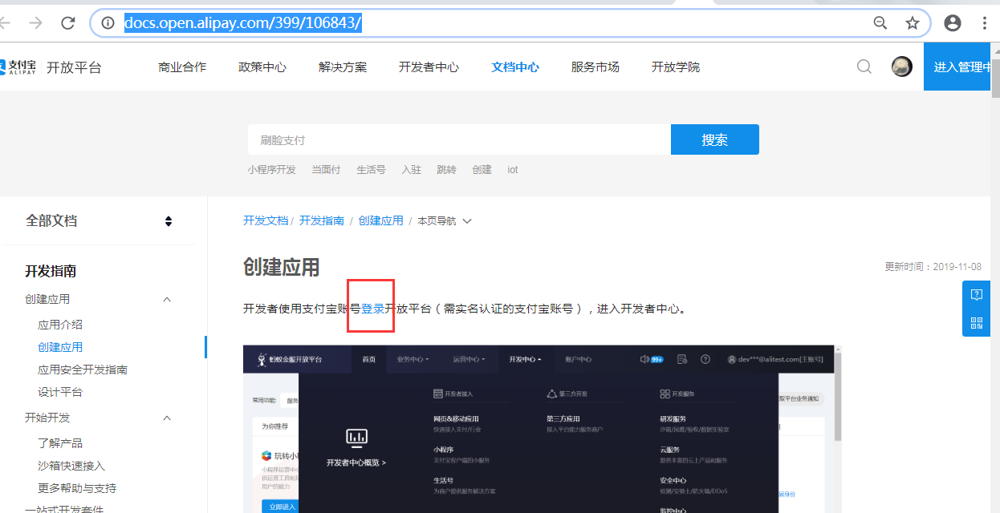 docs.open.alipay.com/399/106843/
支付宝 ALIPAY 开放平台 商业合作 政策中心 解决方案 开发者中心 文档中心 服务市场 开放学院 进入管理中
刷脸支付 搜索
小程序开发 当面付 生活号 入驻 跳转 创建 iot
全部文档
开发文档 / 开发指南 / 创建应用 / 本页导航
开发指南
创建应用
更新时间：2019-11-08
创建应用
应用介绍
创建应用
应用安全开发指南
设计平台
开始开发
了解产品
沙箱快速接入
更多帮助与支持
一站式开发套件
开发者使用支付宝账号登录开放平台（需实名认证的支付宝账号），进入开发者中心。
蚂蚁金服开放平台 首页 业务中心 运营中心 开发中心 账户中心 99+ dev***@alitest.com[主账号]
常用功能: 服务
开发者接入 第三方开发 开发服务
平台业务通知
为你推荐
网页&移动应用 第三方应用 研发服务
快速接入支付/行业 接入平台能力服务商户 沙箱/凤蝶/验收/数据实验室
玩转小
小程序 云服务
支付宝客户端的小服务 提供丰富的云上产品和服务
开发者中心概览 >
小程序运营中
供运营工具和
用户的能力
生活号 安全中心
为商户提供服务解决方案 检测/安骑士/防火墙/DDoS
立即进入
监控中心